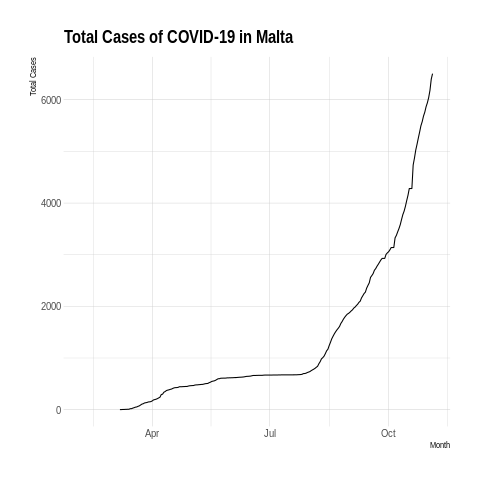 Total Cases of COVID-19 in Malta
Total Cases
6000
4000
2000
0
Apr
Jul
Oct
Month